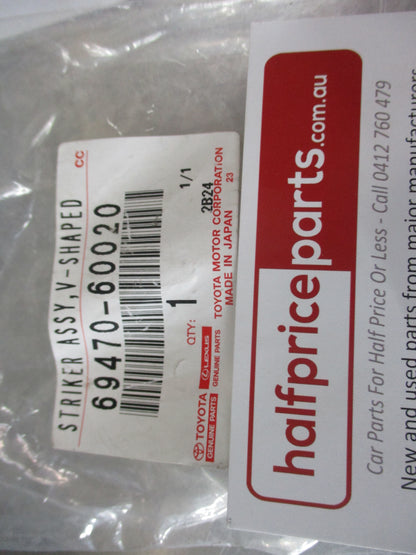 STRIKER ASSY, V-SHAPED
CC
69470-60020
1/1
QTY: 1
2B24
TOYOTA
GENUINE PARTS
LEXUS
GENUINE PARTS
TOYOTA MOTOR CORPORATION
MADE IN JAPAN 23
halfpriceparts.com.au
Car Parts For Half Price Or Less - Call 0412 760 479
New and used parts from major manufacturers